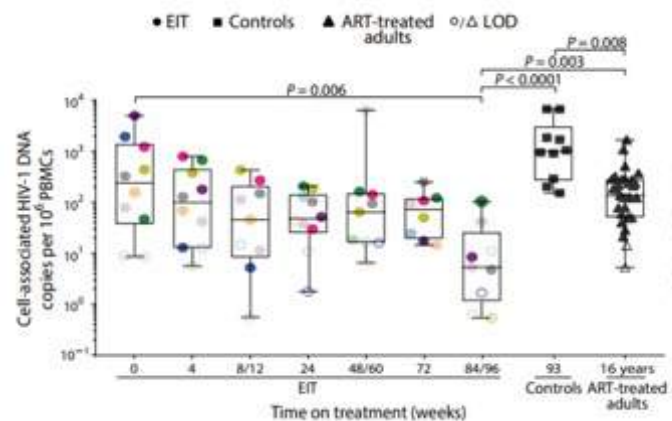 ● EIT ■ Controls ▲ ART-treated adults ○/△ LOD
P = 0.008
P = 0.003
P < 0.0001
P = 0.006
Cell-associated HIV-1 DNA
copies per 10⁶ PBMCs
10⁴
10³
10²
10¹
10⁰
10⁻¹
0 4 8/12 24 48/60 72 84/96 93 16 years
EIT Controls ART-treated
adults
Time on treatment (weeks)